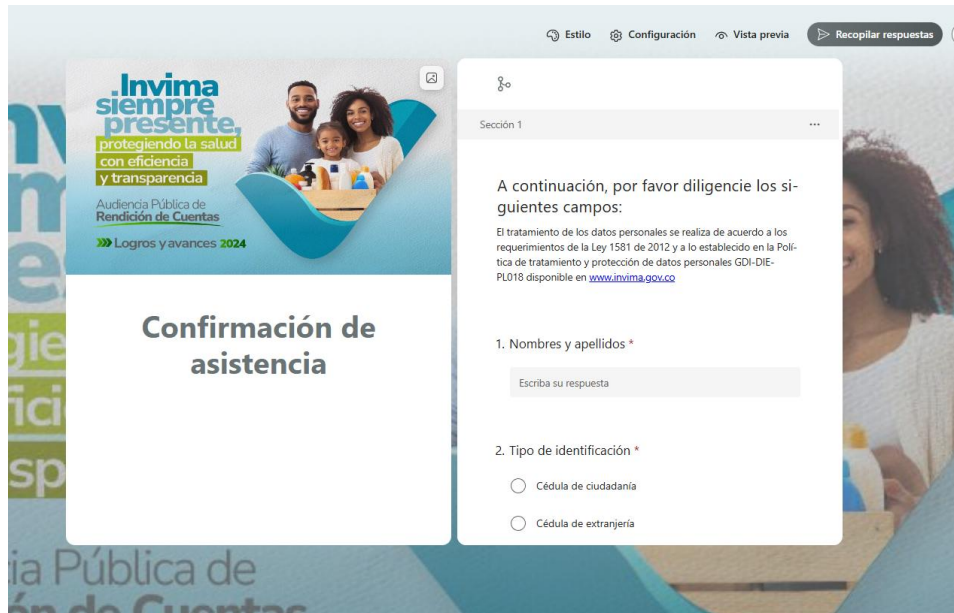 Estilo
Configuración
Vista previa
Recopilar respuestas
Invima
siempre
presente,
protegiendo la salud
con eficiencia
y transparencia
Audiencia Pública de
Rendición de Cuentas
Logros y avances 2024
Confirmación de
asistencia
Sección 1
A continuación, por favor diligencie los si-
guientes campos:
El tratamiento de los datos personales se realiza de acuerdo a los
requerimientos de la Ley 1581 de 2012 y a lo establecido en la Polí-
tica de tratamiento y protección de datos personales GDI-DIE-
PL018 disponible en www.invima.gov.co
1. Nombres y apellidos *
Escriba su respuesta
2. Tipo de identificación *
Cédula de ciudadanía
Cédula de extranjería
ia Pública de